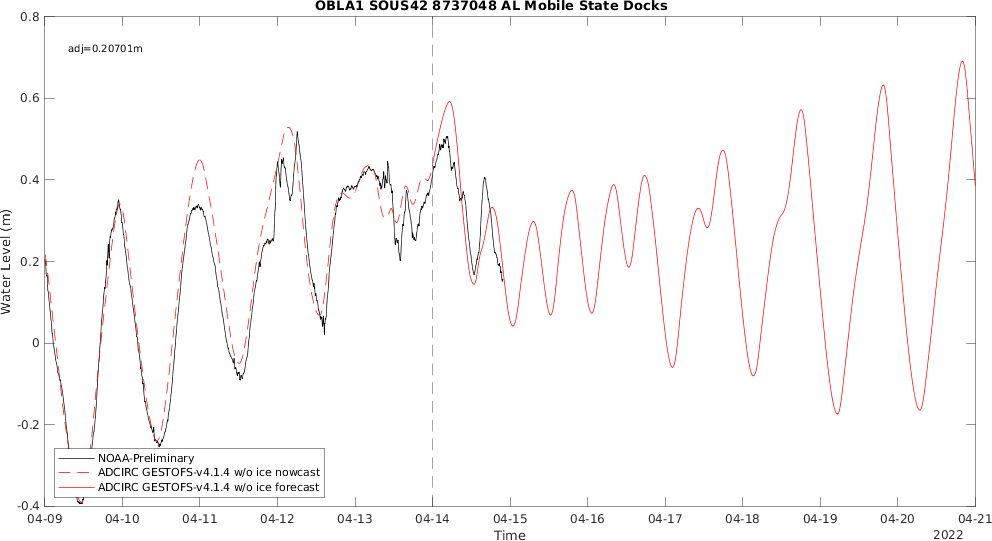 OBLA1 SOUS42 8737048 AL Mobile State Docks
adj=0.20701m
Water Level (m)
0.8
0.6
0.4
0.2
0
-0.2
-0.4
NOAA-Preliminary
ADCIRC GESTOFS-v4.1.4 w/o ice nowcast
ADCIRC GESTOFS-v4.1.4 w/o ice forecast
04-09 04-10 04-11 04-12 04-13 04-14 04-15 04-16 04-17 04-18 04-19 04-20 04-21
Time
2022